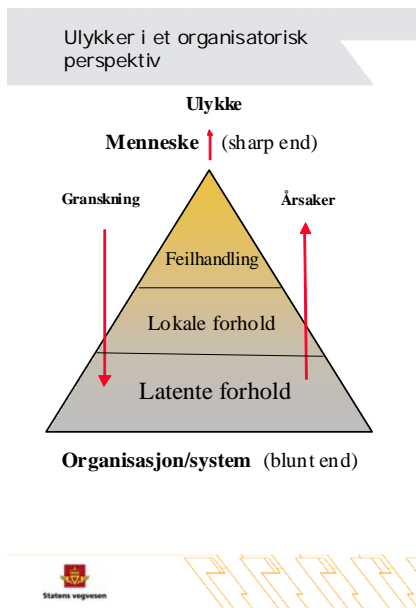 Ulykker i et organisatorisk
perspektiv
Ulykke
Menneske (sharp end)
Granskning
Årsaker
Feilhandling
Lokale forhold
Latente forhold
Organisasjon/system (blunt end)
Statens vegvesen